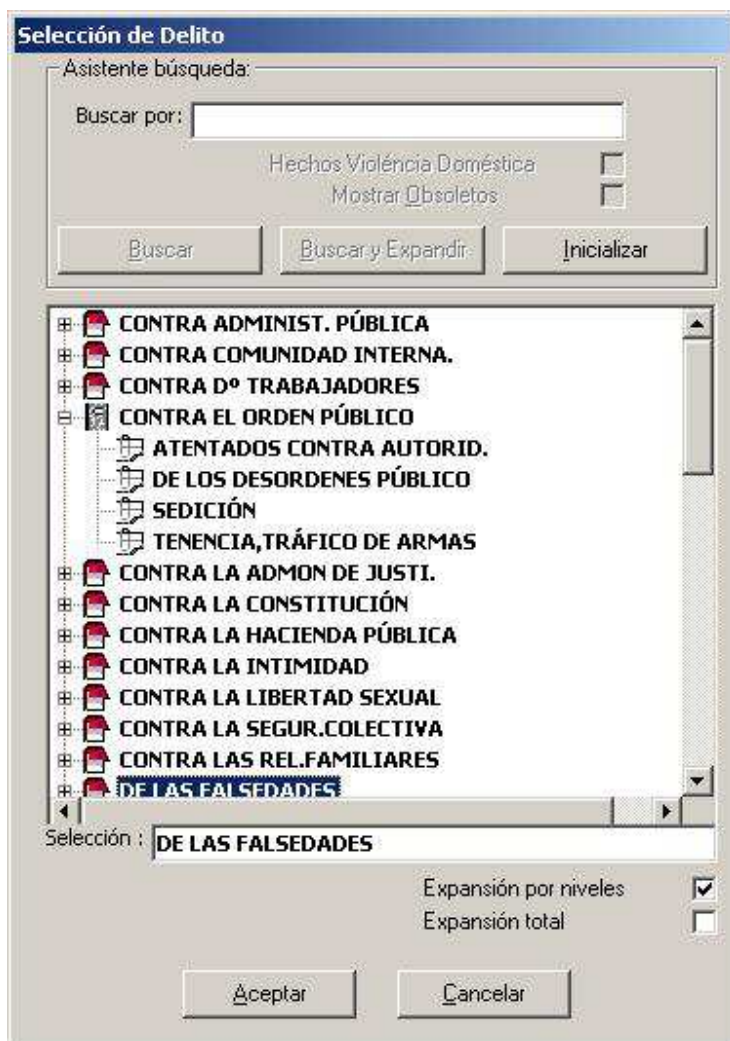 Selección de Delito
Asistente búsqueda:
Buscar por:
Hechos Violéncia Doméstica
Mostrar Obsoletos
Buscar Buscar y Expandir Inicializar
CONTRA ADMINIST. PÚBLICA
CONTRA COMUNIDAD INTERNA.
CONTRA Dº TRABAJADORES
CONTRA EL ORDEN PÚBLICO
ATENTADOS CONTRA AUTORID.
DE LOS DESORDENES PÚBLICO
SEDICIÓN
TENENCIA,TRÁFICO DE ARMAS
CONTRA LA ADMON DE JUSTI.
CONTRA LA CONSTITUCIÓN
CONTRA LA HACIENDA PÚBLICA
CONTRA LA INTIMIDAD
CONTRA LA LIBERTAD SEXUAL
CONTRA LA SEGUR.COLECTIVA
CONTRA LAS REL.FAMILIARES
DE LAS FALSEDADES
Selección : DE LAS FALSEDADES
Expansión por niveles
Expansión total
Aceptar Cancelar